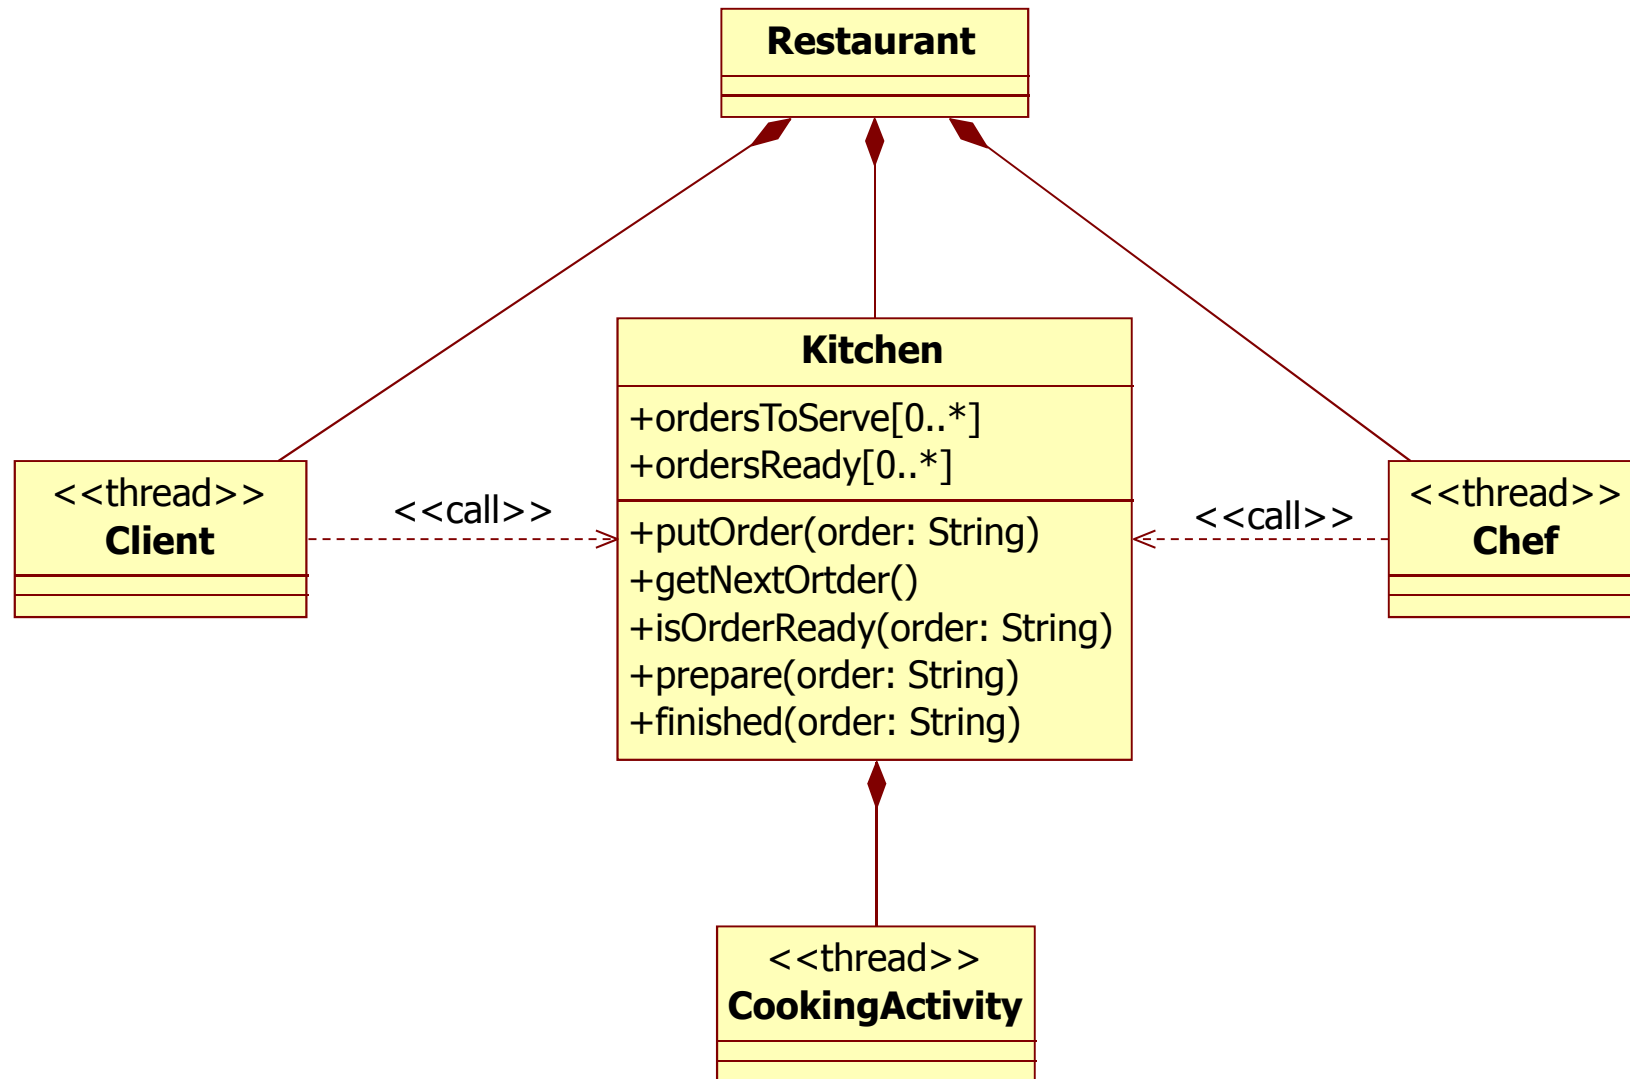 Restaurant
Kitchen
+ordersToServe[0..*]
+ordersReady[0..*]
<<thread>>
Client
<<call>>
+putOrder(order: String)
+getNextOrtder()
+isOrderReady(order: String)
+prepare(order: String)
+finished(order: String)
<<call>>
<<thread>>
Chef
<<thread>>
CookingActivity